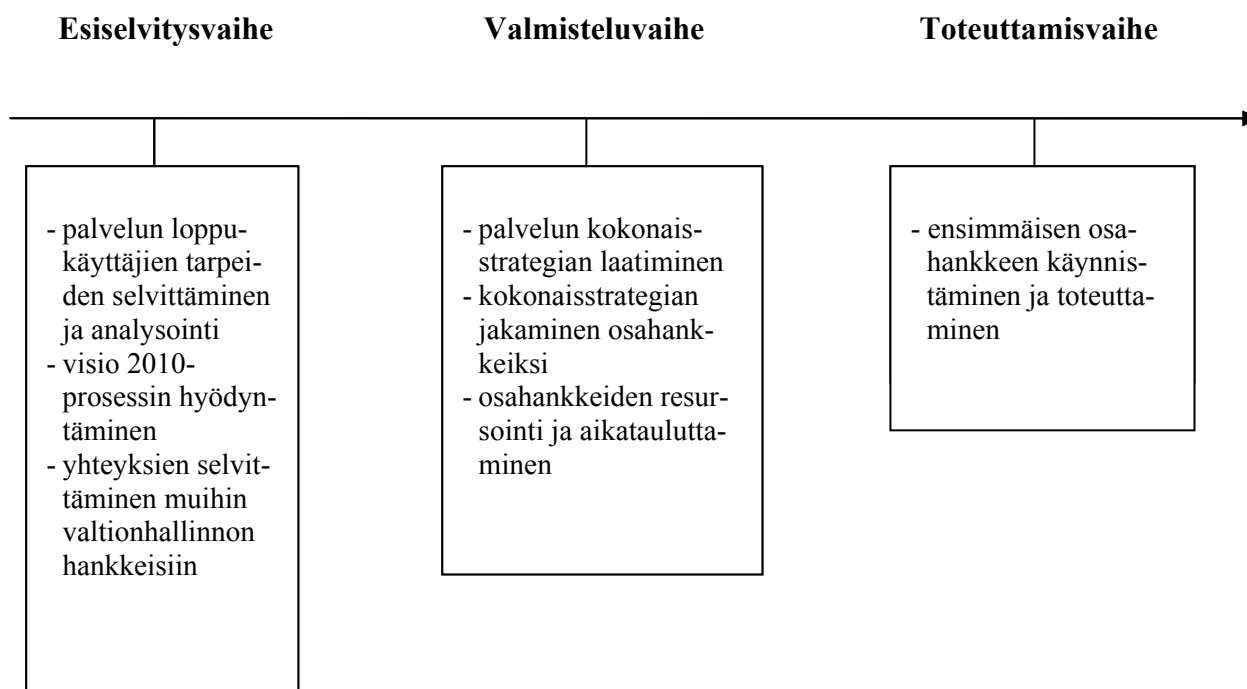 Esiselvitysvaihe
Valmisteluvaihe
Toteuttamisvaihe
- palvelun loppu-
käyttäjien tarpei-
den selvittäminen
ja analysointi
- visio 2010-
prosessin hyödyn-
täminen
- yhteyksien selvit-
täminen muihin
valtionhallinnon
hankkeisiin
- palvelun kokonais-
strategian laatiminen
- kokonaisstrategian
jakaminen osahank-
keiksi
- osahankkeiden resur-
sointi ja aikataulutta-
minen
- ensimmäisen osa-
hankkeen käynnis-
täminen ja toteutta-
minen